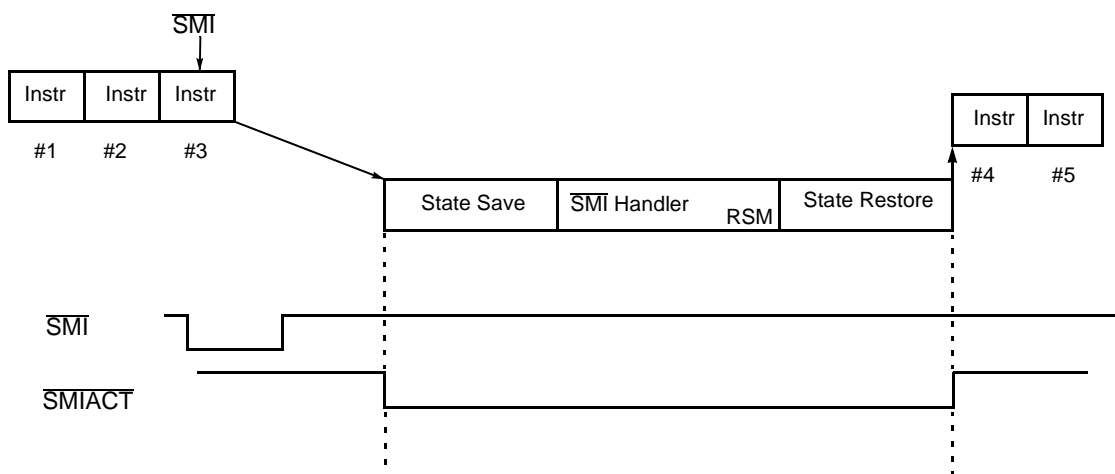 SMI
Instr Instr Instr
#1 #2 #3
Instr Instr
#4 #5
State Save SMI Handler RSM State Restore
SMI
SMIACT